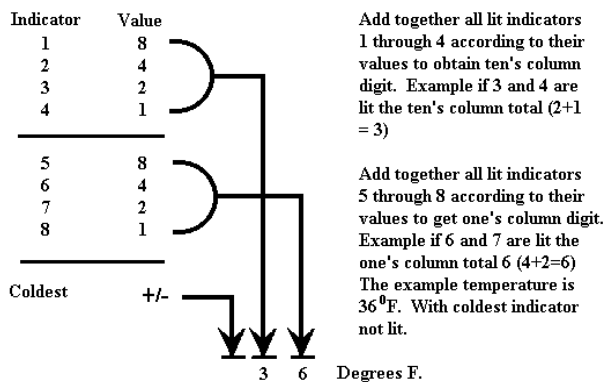 Indicator Value
1 8
2 4
3 2
4 1
5 8
6 4
7 2
8 1
Coldest +/-
3 6 Degrees F.
Add together all lit indicators
1 through 4 according to their
values to obtain ten's column
digit. Example if 3 and 4 are
lit the ten's column total (2+1
= 3)
Add together all lit indicators
5 through 8 according to their
values to get one's column digit.
Example if 6 and 7 are lit the
one's column total 6 (4+2=6)
The example temperature is
36⁰F. With coldest indicator
not lit.